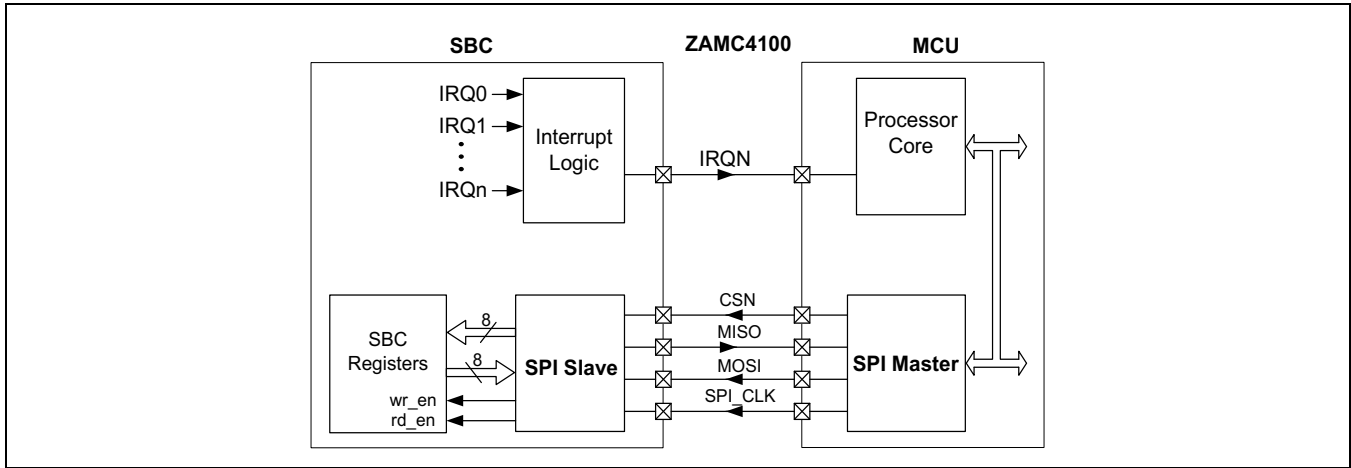 SBC
ZAMC4100
MCU
IRQ0
IRQ1
IRQn
Interrupt
Logic
IRQN
Processor
Core
SBC
Registers
8
8
wr_en
rd_en
SPI Slave
CSN
MISO
MOSI
SPI_CLK
SPI Master